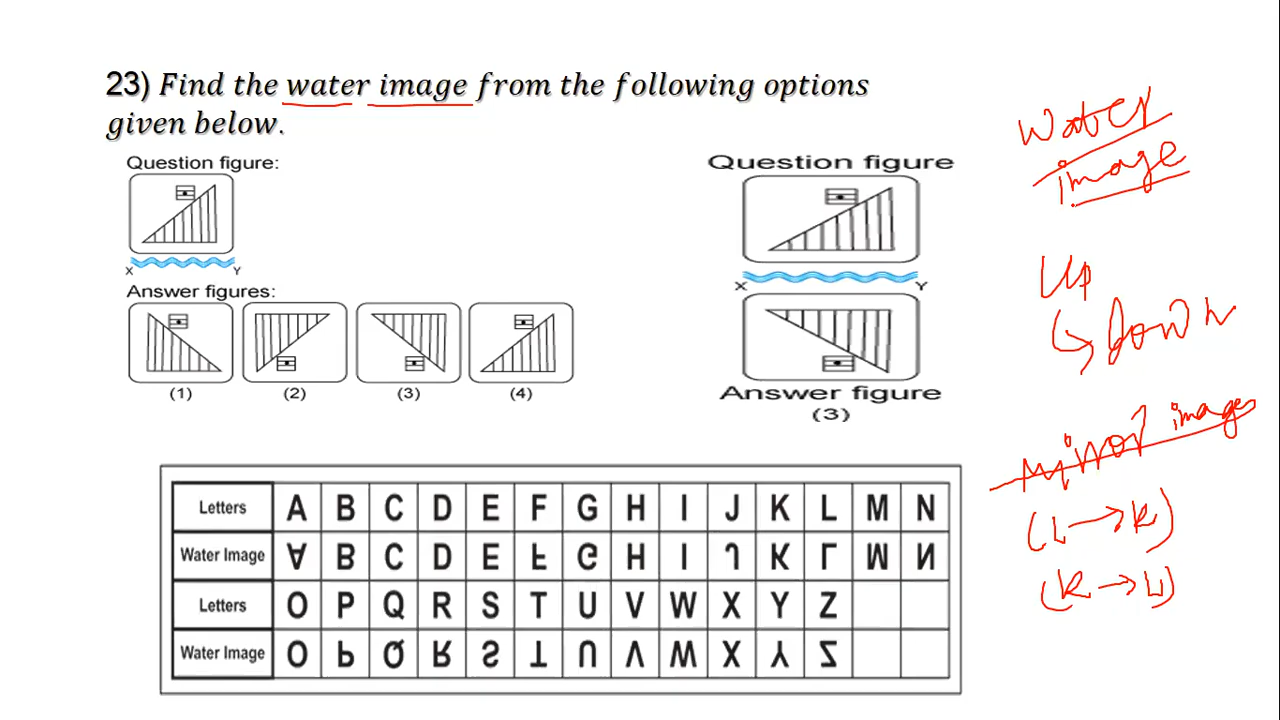 23) Find the water image from the following options
given below.
Question figure:
X Y
Answer figures:
(1) (2) (3) (4)
Question figure
X Y
Answer figure
(3)
Water
image
Up
↳ Down
Mirror images
(L → R)
(R → L)
Letters A B C D E F G H I J K L M N
Water Image A B C D E F G H I J K L M N
Letters O P Q R S T U V W X Y Z
Water Image O P Q R S T U V W X Y Z